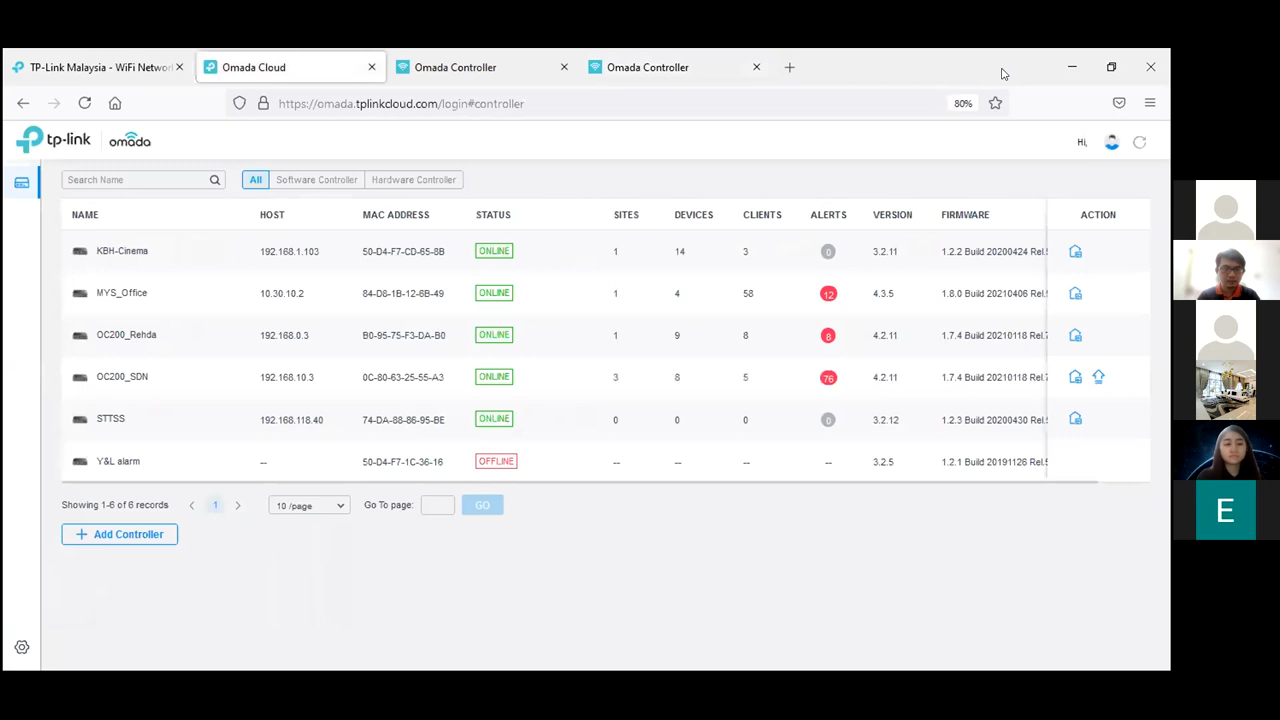 TP-Link Malaysia - WiFi Networ
Omada Cloud
Omada Controller
Omada Controller
https://omada.tplinkcloud.com/login#controller
80%
tp-link
omada
Hi,
Search Name
All
Software Controller
Hardware Controller
NAME HOST MAC ADDRESS STATUS SITES DEVICES CLIENTS ALERTS VERSION FIRMWARE ACTION
KBH-Cinema 192.168.1.103 50-D4-F7-CD-65-8B ONLINE 1 14 3 0 3.2.11 1.2.2 Build 20200424 Rel.5
MYS_Office 10.30.10.2 84-D8-1B-12-6B-49 ONLINE 1 4 58 12 4.3.5 1.8.0 Build 20210406 Rel.
OC200_Rehda 192.168.0.3 B0-95-75-F3-DA-B0 ONLINE 1 9 8 8 4.2.11 1.7.4 Build 20210118 Rel.7
OC200_SDN 192.168.10.3 0C-80-63-25-55-A3 ONLINE 3 8 5 76 4.2.11 1.7.4 Build 20210118 Rel.7
STTSS 192.168.118.40 74-DA-88-86-95-BE ONLINE 0 0 0 0 3.2.12 1.2.3 Build 20200430 Rel.5
Y&L alarm -- 50-D4-F7-1C-36-16 OFFLINE -- -- -- -- 3.2.5 1.2.1 Build 20191126 Rel.5
Showing 1-6 of 6 records
1
10 /page
Go To page:
GO
+ Add Controller
E